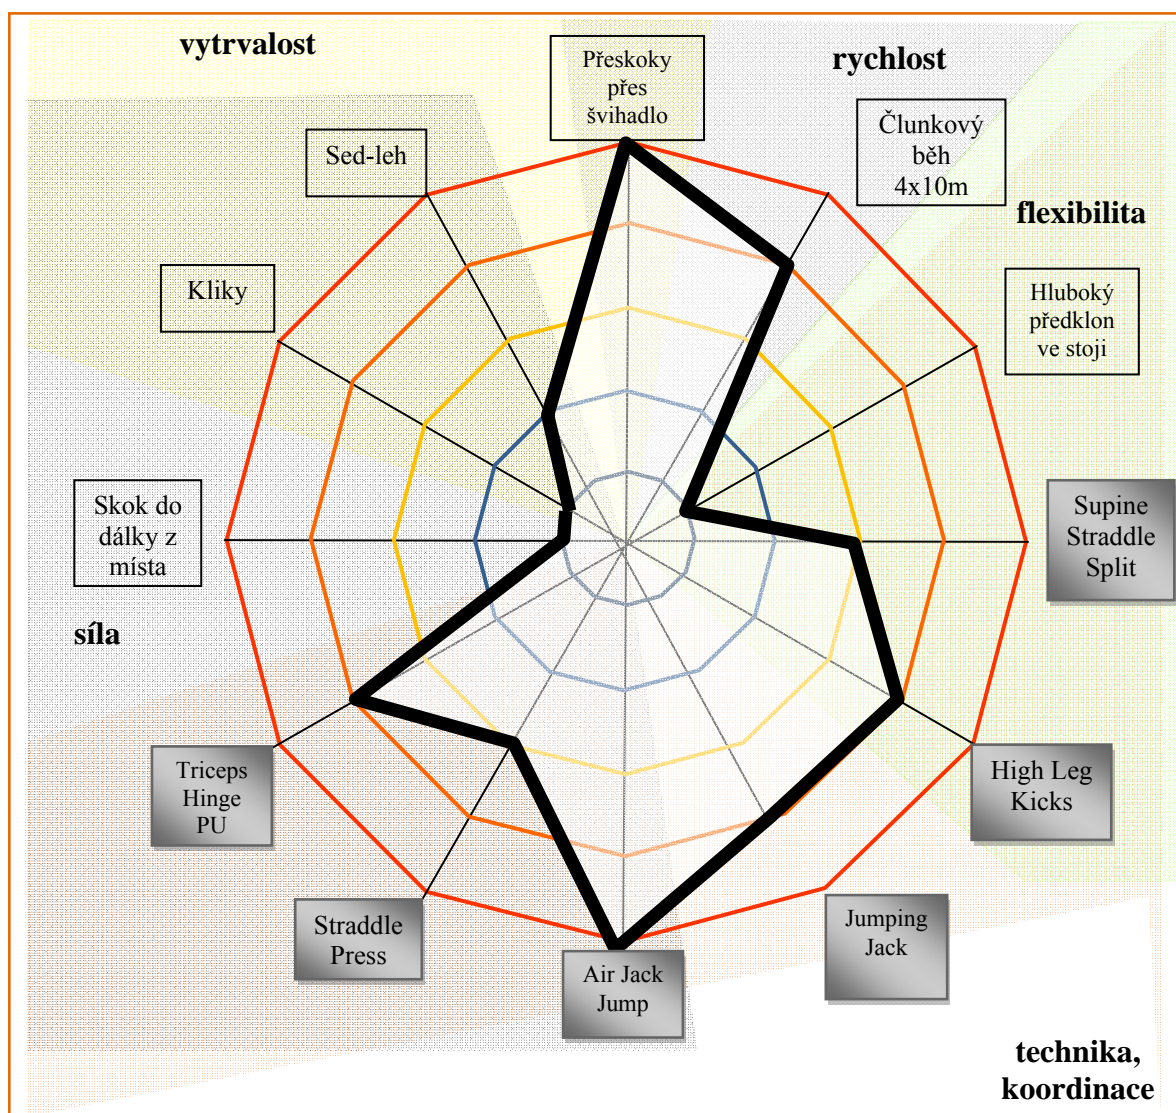 vytrvalost
rychlost
Přeskoky
přes
švihadlo
Člunkový
běh
4x10m
Sed-leh
flexibilita
Kliky
Hluboký
předklon
ve stoji
Skok do
dálky z
místa
Supine
Straddle
Split
síla
Triceps
Hinge
PU
High Leg
Kicks
Straddle
Press
Jumping
Jack
Air Jack
Jump
technika,
koordinace